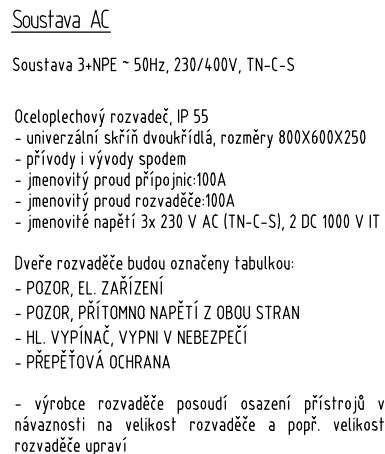 Soustava AC
Soustava 3+NPE ~ 50Hz, 230/400V, TN-C-S
Oceloplechový rozvaděč, IP 55
- univerzální skříň dvoukřídlá, rozměry 800X600X250
- přívody i vývody spodem
- jmenovitý proud přípojnic:100A
- jmenovitý proud rozvaděče:100A
- jmenovité napětí 3x 230 V AC (TN-C-S), 2 DC 1000 V IT
Dveře rozvaděče budou označeny tabulkou:
- POZOR, EL. ZAŘÍZENÍ
- POZOR, PŘÍTOMNO NAPĚTÍ Z OBOU STRAN
- HL. VYPÍNAČ, VYPNI V NEBEZPEČÍ
- PŘEPĚŤOVÁ OCHRANA
- výrobce rozvaděče posoudí osazení přístrojů v
návaznosti na velikost rozvaděče a popř. velikost
rozvaděče upraví